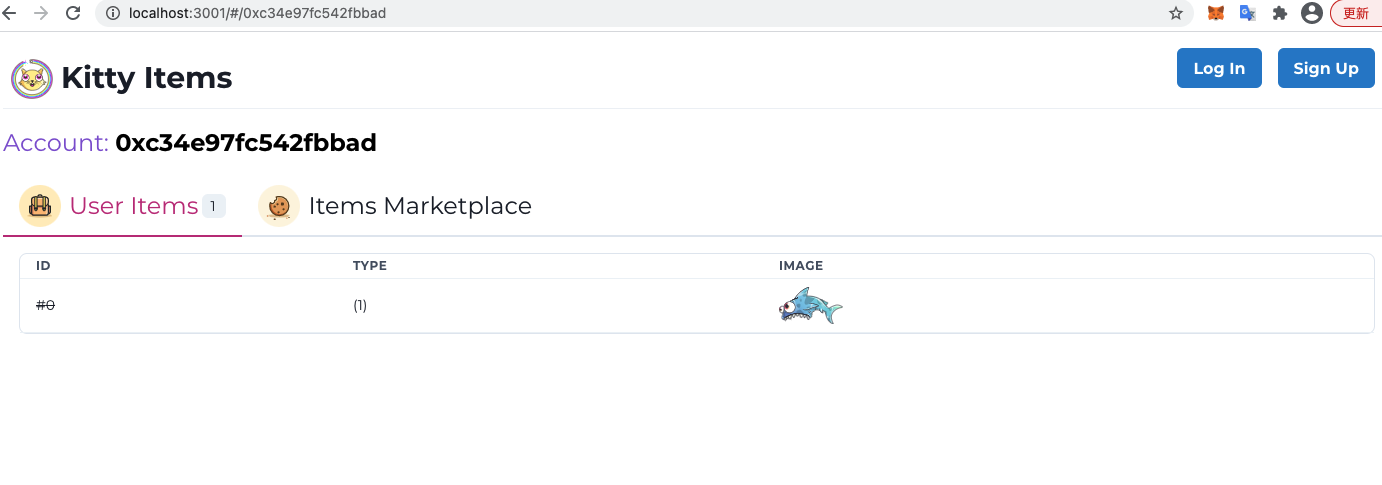 localhost:3001/#/0xc34e97fc542fbbad
更新
Kitty Items
Log In
Sign Up
Account: 0xc34e97fc542fbbad
User Items 1
Items Marketplace
ID TYPE IMAGE
#0 (1)